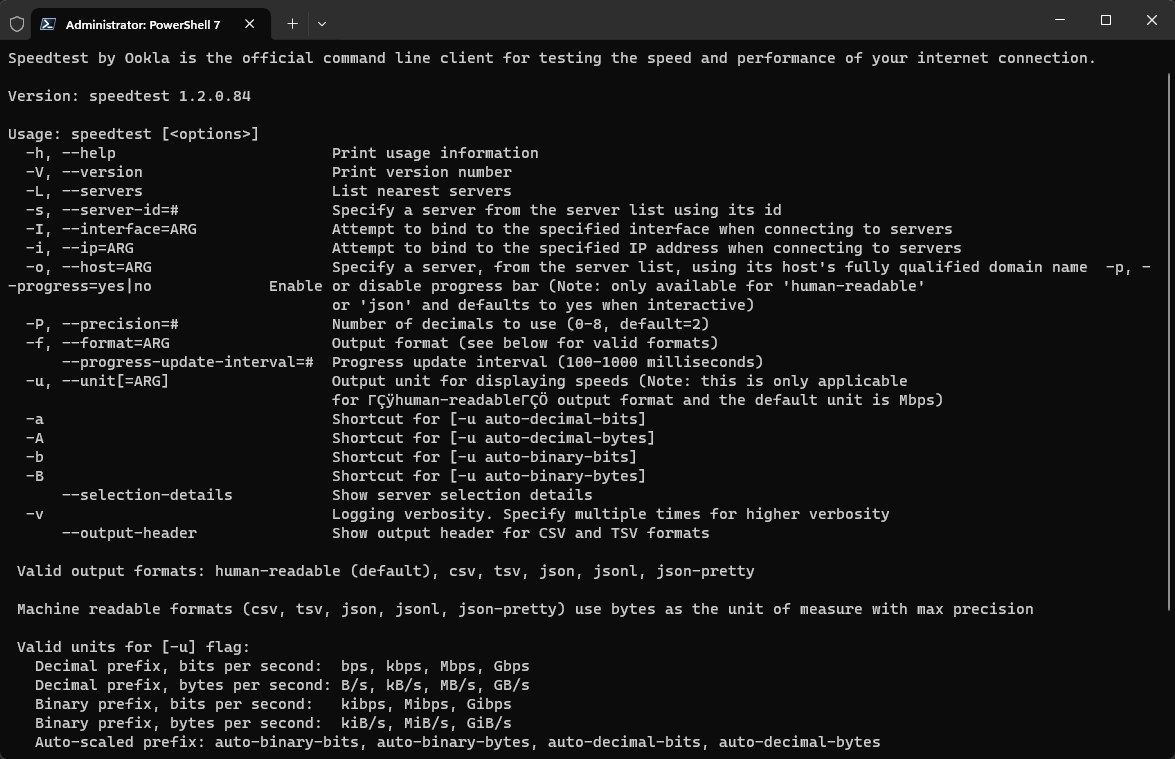 Administrator: PowerShell 7
Speedtest by Ookla is the official command line client for testing the speed and performance of your internet connection.
Version: speedtest 1.2.0.84
Usage: speedtest [<options>]
  -h, --help                        Print usage information
  -V, --version                     Print version number
  -L, --servers                     List nearest servers
  -s, --server-id=#                 Specify a server from the server list using its id
  -I, --interface=ARG               Attempt to bind to the specified interface when connecting to servers
  -i, --ip=ARG                      Attempt to bind to the specified IP address when connecting to servers
  -o, --host=ARG                    Specify a server, from the server list, using its host's fully qualified domain name  -p, -
-progress=yes|no             Enable or disable progress bar (Note: only available for 'human-readable'
                                    or 'json' and defaults to yes when interactive)
  -P, --precision=#                 Number of decimals to use (0-8, default=2)
  -f, --format=ARG                  Output format (see below for valid formats)
      --progress-update-interval=#  Progress update interval (100-1000 milliseconds)
  -u, --unit[=ARG]                  Output unit for displaying speeds (Note: this is only applicable
                                    for ΓÇÿhuman-readableΓÇÖ output format and the default unit is Mbps)
  -a                                Shortcut for [-u auto-decimal-bits]
  -A                                Shortcut for [-u auto-decimal-bytes]
  -b                                Shortcut for [-u auto-binary-bits]
  -B                                Shortcut for [-u auto-binary-bytes]
      --selection-details           Show server selection details
  -v                                Logging verbosity. Specify multiple times for higher verbosity
      --output-header               Show output header for CSV and TSV formats
 Valid output formats: human-readable (default), csv, tsv, json, jsonl, json-pretty
 Machine readable formats (csv, tsv, json, jsonl, json-pretty) use bytes as the unit of measure with max precision
 Valid units for [-u] flag:
   Decimal prefix, bits per second:  bps, kbps, Mbps, Gbps
   Decimal prefix, bytes per second: B/s, kB/s, MB/s, GB/s
   Binary prefix, bits per second:   kibps, Mibps, Gibps
   Binary prefix, bytes per second:  kiB/s, MiB/s, GiB/s
   Auto-scaled prefix: auto-binary-bits, auto-binary-bytes, auto-decimal-bits, auto-decimal-bytes